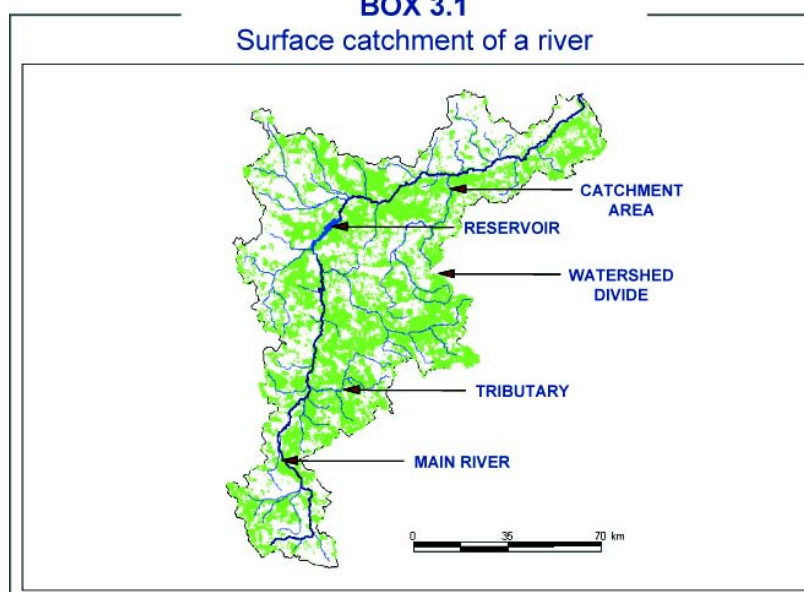 BOX 3.1
Surface catchment of a river
CATCHMENT
AREA
RESERVOIR
WATERSHED
DIVIDE
TRIBUTARY
MAIN RIVER
0 35 70 km